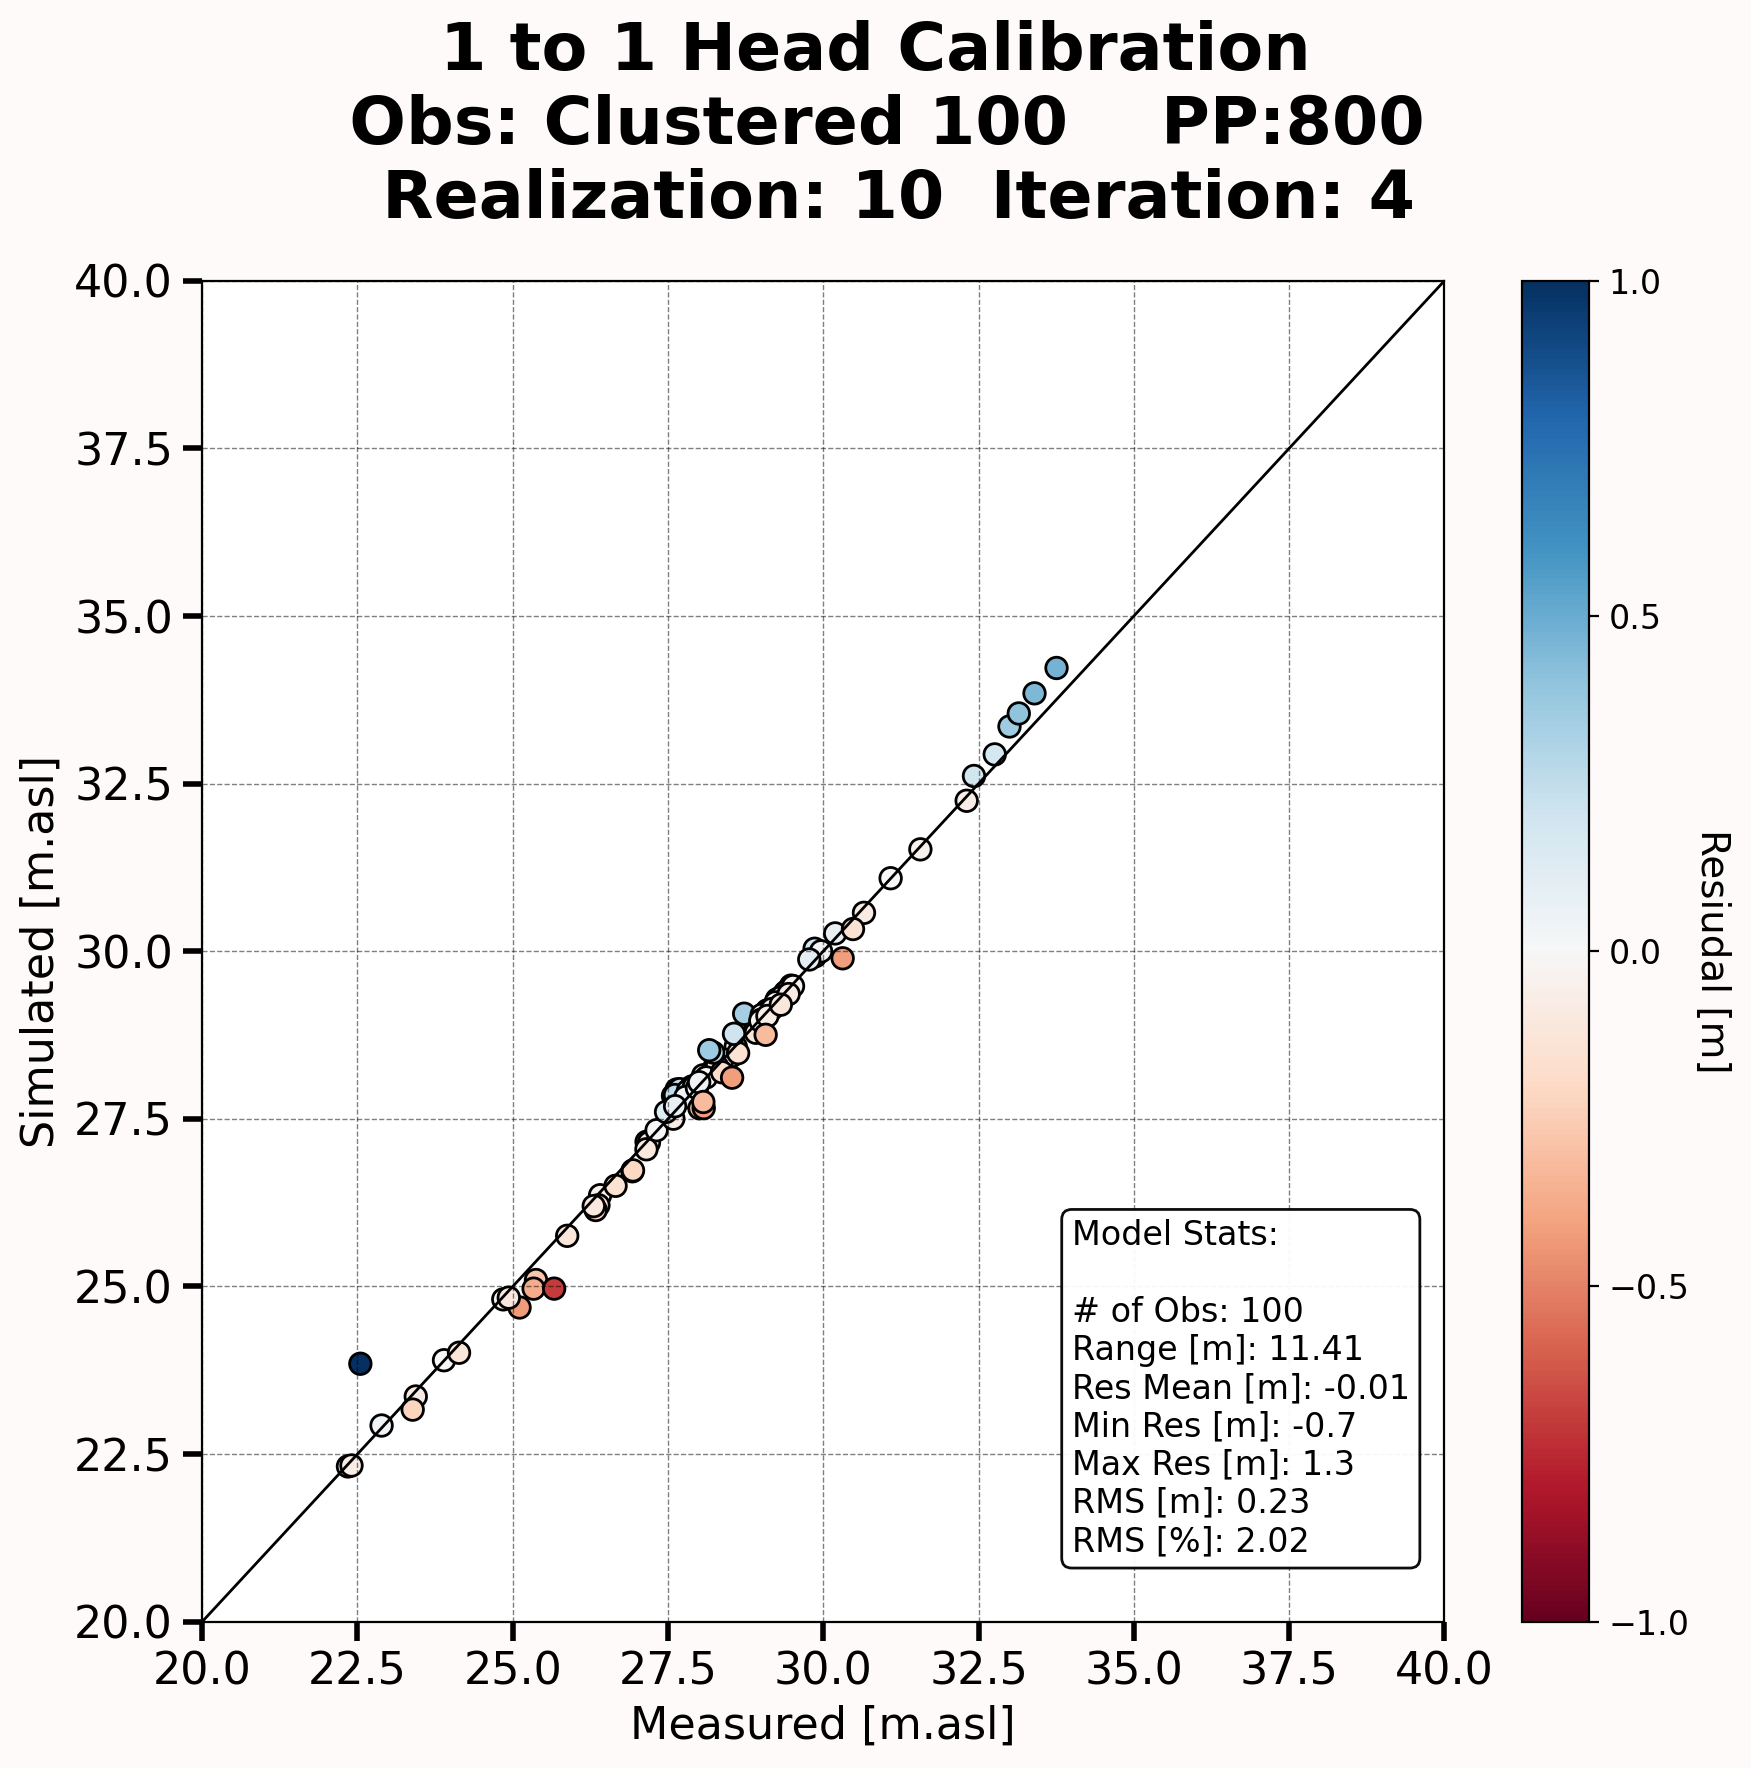 1 to 1 Head Calibration
Obs: Clustered 100    PP:800
Realization: 10  Iteration: 4
40.0
37.5
35.0
32.5
30.0
27.5
25.0
22.5
20.0
Simulated [m.asl]
20.0 22.5 25.0 27.5 30.0 32.5 35.0 37.5 40.0
Measured [m.asl]
Model Stats:
# of Obs: 100
Range [m]: 11.41
Res Mean [m]: -0.01
Min Res [m]: -0.7
Max Res [m]: 1.3
RMS [m]: 0.23
RMS [%]: 2.02
1.0
0.5
0.0
−0.5
−1.0
Resiudal [m]